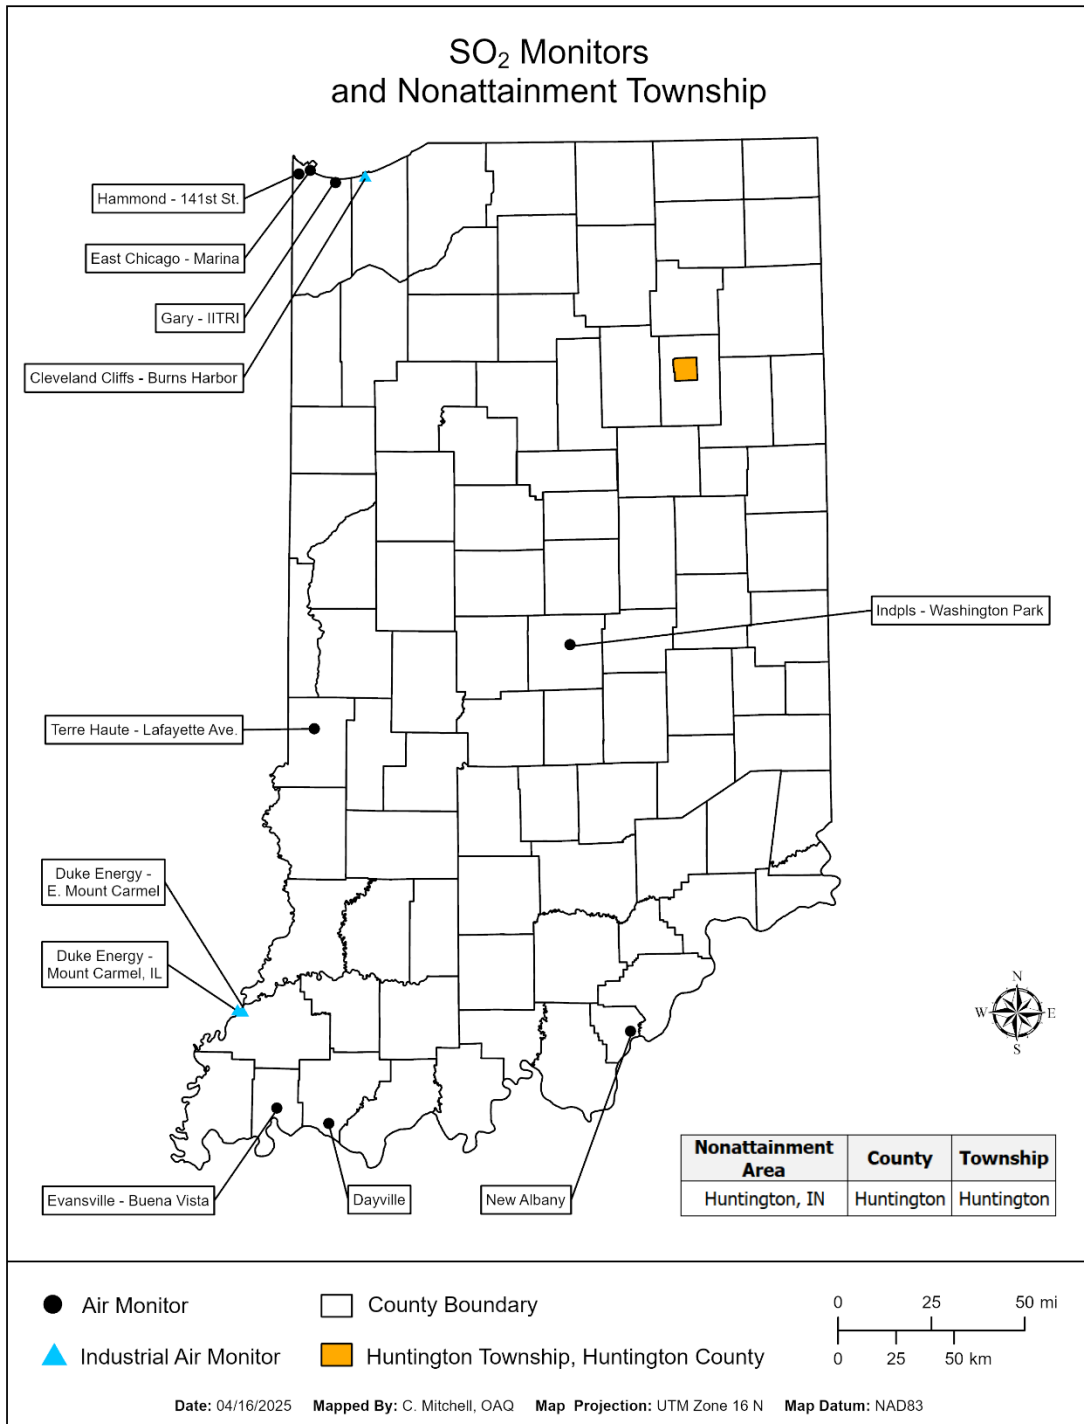 SO₂ Monitors
and Nonattainment Township
Hammond - 141st St.
East Chicago - Marina
Gary - IITRI
Cleveland Cliffs - Burns Harbor
Indpls - Washington Park
Terre Haute - Lafayette Ave.
Duke Energy -
E. Mount Carmel
Duke Energy -
Mount Carmel, IL
N
W E
S
Evansville - Buena Vista
Dayville
New Albany
Nonattainment Area County Township
Huntington, IN Huntington Huntington
Air Monitor
Industrial Air Monitor
County Boundary
Huntington Township, Huntington County
0 25 50 mi
0 25 50 km
Date: 04/16/2025 Mapped By: C. Mitchell, OAQ Map Projection: UTM Zone 16 N Map Datum: NAD83